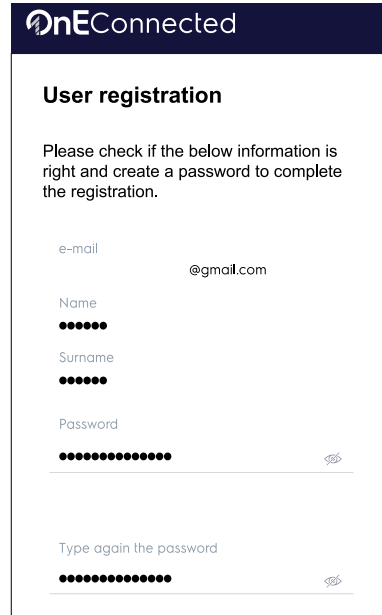 OnEConnected
User registration
Please check if the below information is
right and create a password to complete
the registration.
e-mail
@gmail.com
Name
●●●●●●
Surname
●●●●●●
Password
●●●●●●●●●●●●●●
Type again the password
●●●●●●●●●●●●●●